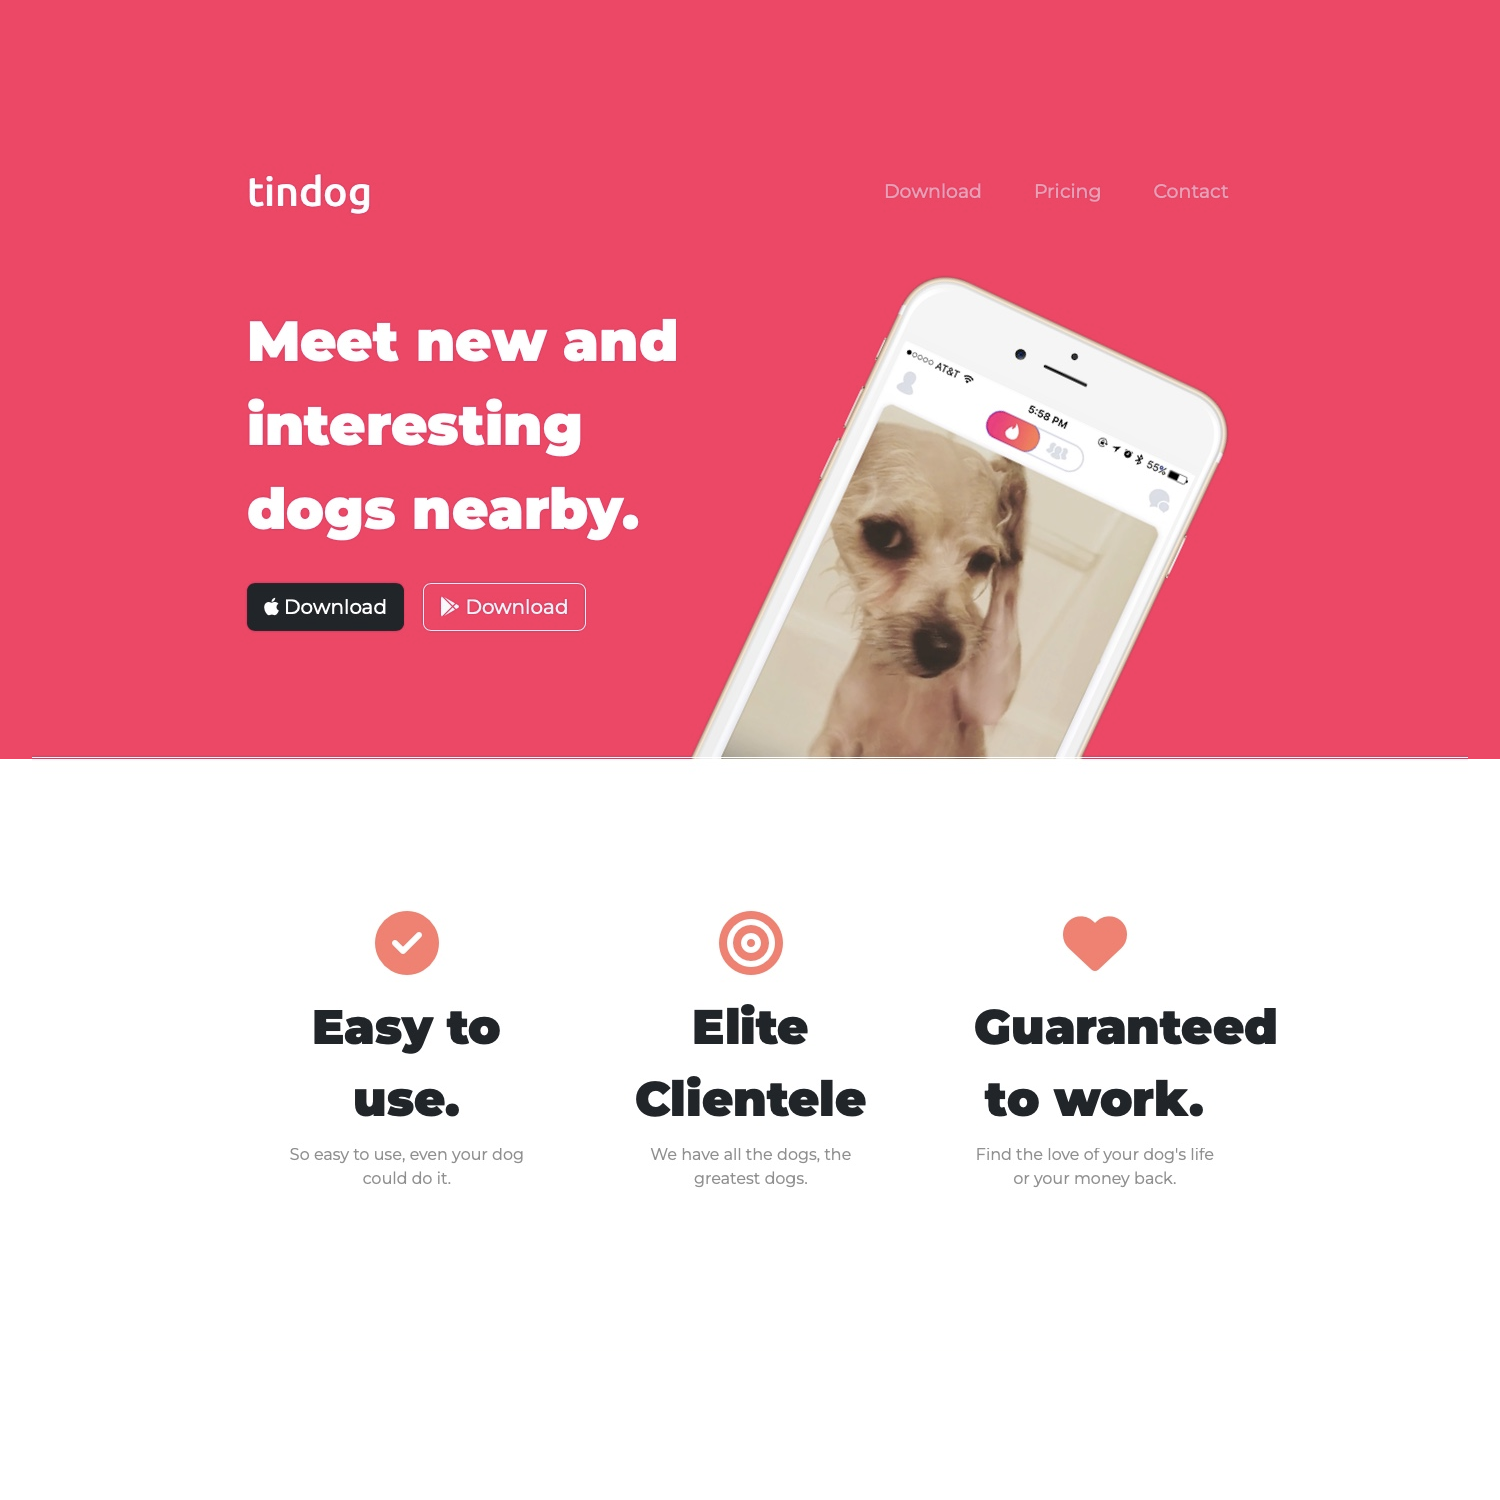 tindog
Download Pricing Contact
Meet new and
interesting
dogs nearby.
AT&T
5:58 PM
55%
Download
Download
Easy to
use.
So easy to use, even your dog
could do it.
Elite
Clientele
We have all the dogs, the
greatest dogs.
Guaranteed
to work.
Find the love of your dog's life
or your money back.